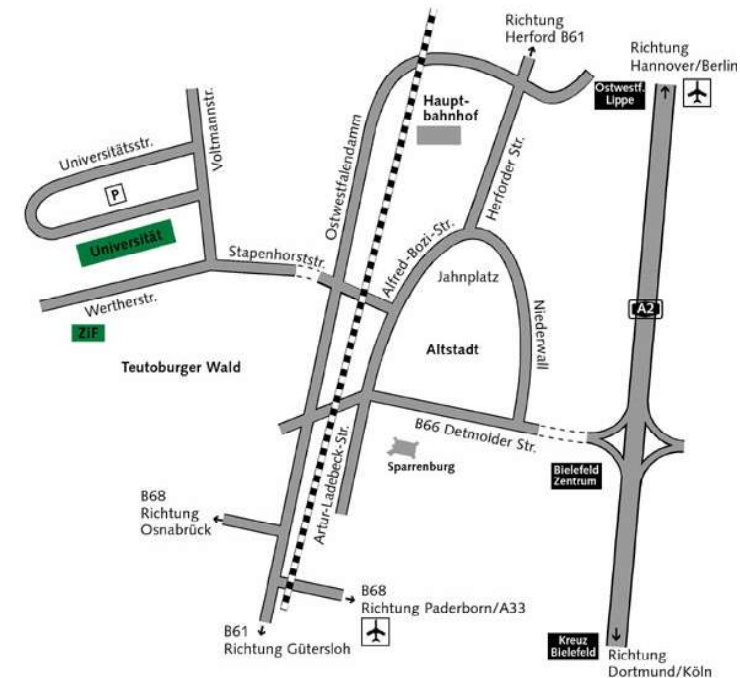 Richtung
Herford B61
Richtung
Hannover/Berlin
Ostwestf.
Lippe
Haupt-
bahnhof
Ostwestfalendamm
Voltmannstr.
Universitätsstr.
P
Herforder Str.
Universität
Alfred-Bozi-Str.
Stapenhorststr.
Jahnplatz
Wertherstr.
Niederwall
A2
ZiF
Altstadt
Teutoburger Wald
B66 Detmolder Str.
Artur-Ladebeck-Str.
Sparrenburg
Bielefeld
Zentrum
B68
Richtung
Osnabrück
B68
Richtung Paderborn/A33
B61
Richtung Gütersloh
Kreuz
Bielefeld
Richtung
Dortmund/Köln